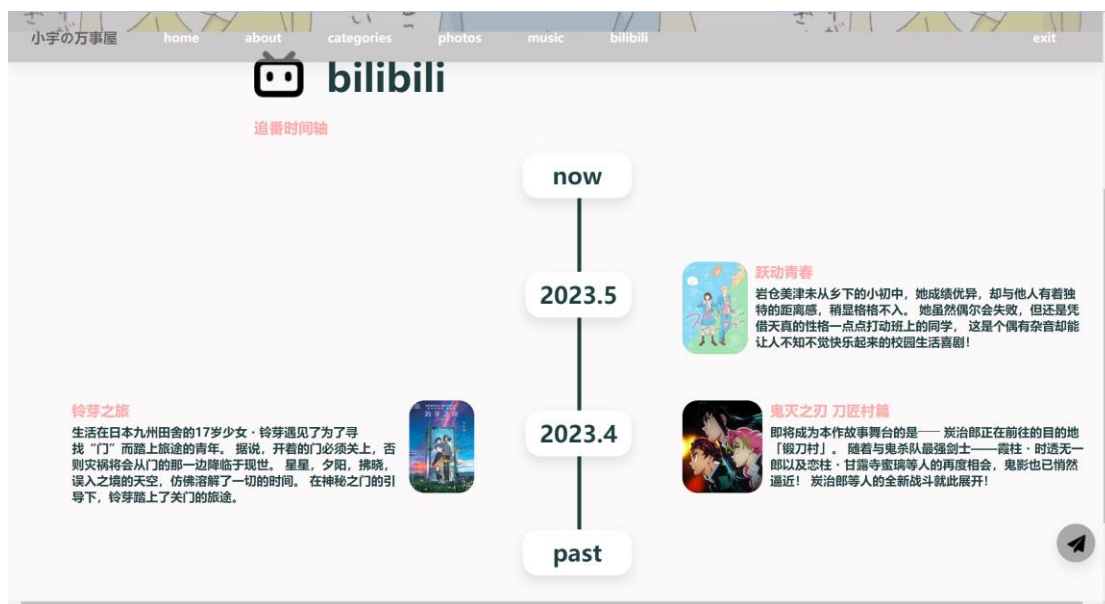 小宇の万事屋 home about categories photos music bilibili exit
bilibili
追番时间轴
now
2023.5
跃动青春
岩仓美津未从乡下的小初中，她成绩优异，却与他人有着独
特的距离感，稍显格格不入。 她虽然偶尔会失败，但还是凭
借天真的性格一点点打动班上的同学， 这是个偶有杂音却能
让人不知不觉快乐起来的校园生活喜剧！
铃芽之旅
生活在日本九州田舍的17岁少女・铃芽遇见了为了寻
找“门”而踏上旅途的青年。 据说，开着的门必须关上，否
则灾祸将会从门的那一边降临于现世。 星星，夕阳，拂晓，
误入之境的天空，仿佛溶解了一切的时间。 在神秘之门的引
导下，铃芽踏上了关门的旅途。
铃芽之旅
2023.4
鬼灭之刃 刀匠村篇
即将成为本作故事舞台的是—— 炭治郎正在前往的目的地
「锻刀村」。 随着与鬼杀队最强剑士——霞柱・时透无一
郎以及恋柱・甘露寺蜜璃等人的再度相会，鬼影也已悄然
逼近！ 炭治郎等人的全新战斗就此展开！
past